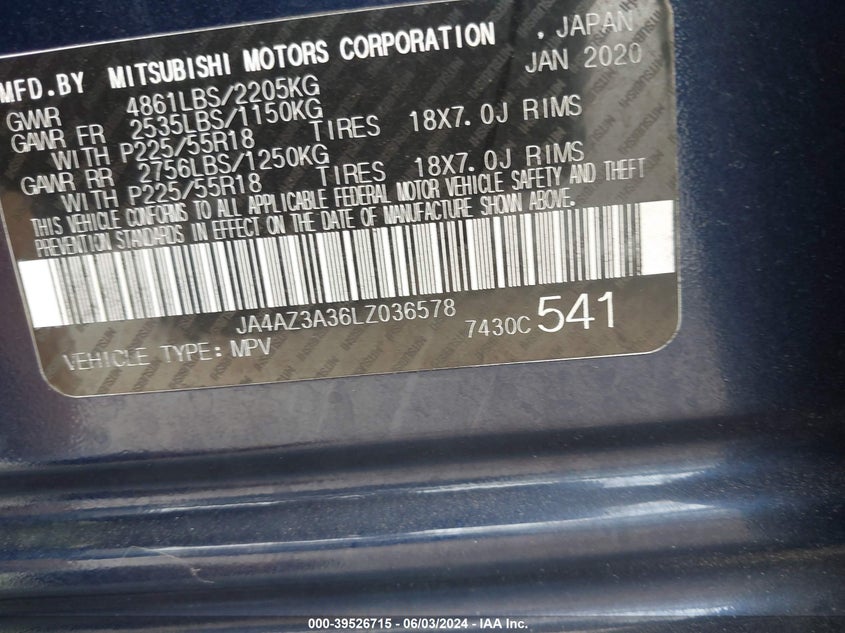 MFD.BY MITSUBISHI MOTORS CORPORATION , JAPAN
JAN 2020
GVWR 4861LBS/2205KG
GAWR FR 2535LBS/1150KG
WITH P225/55R18 TIRES 18X7.0J RIMS
GAWR RR 2756LBS/1250KG
WITH P225/55R18 TIRES 18X7.0J RIMS
THIS VEHICLE CONFORMS TO ALL APPLICABLE FEDERAL MOTOR VEHICLE SAFETY AND THEFT
PREVENTION STANDARDS IN EFFECT ON THE DATE OF MANUFACTURE SHOWN ABOVE.
JA4AZ3A36LZ036578 7430C 541
VEHICLE TYPE: MPV
000-39526715 - 06/03/2024 - IAA Inc.